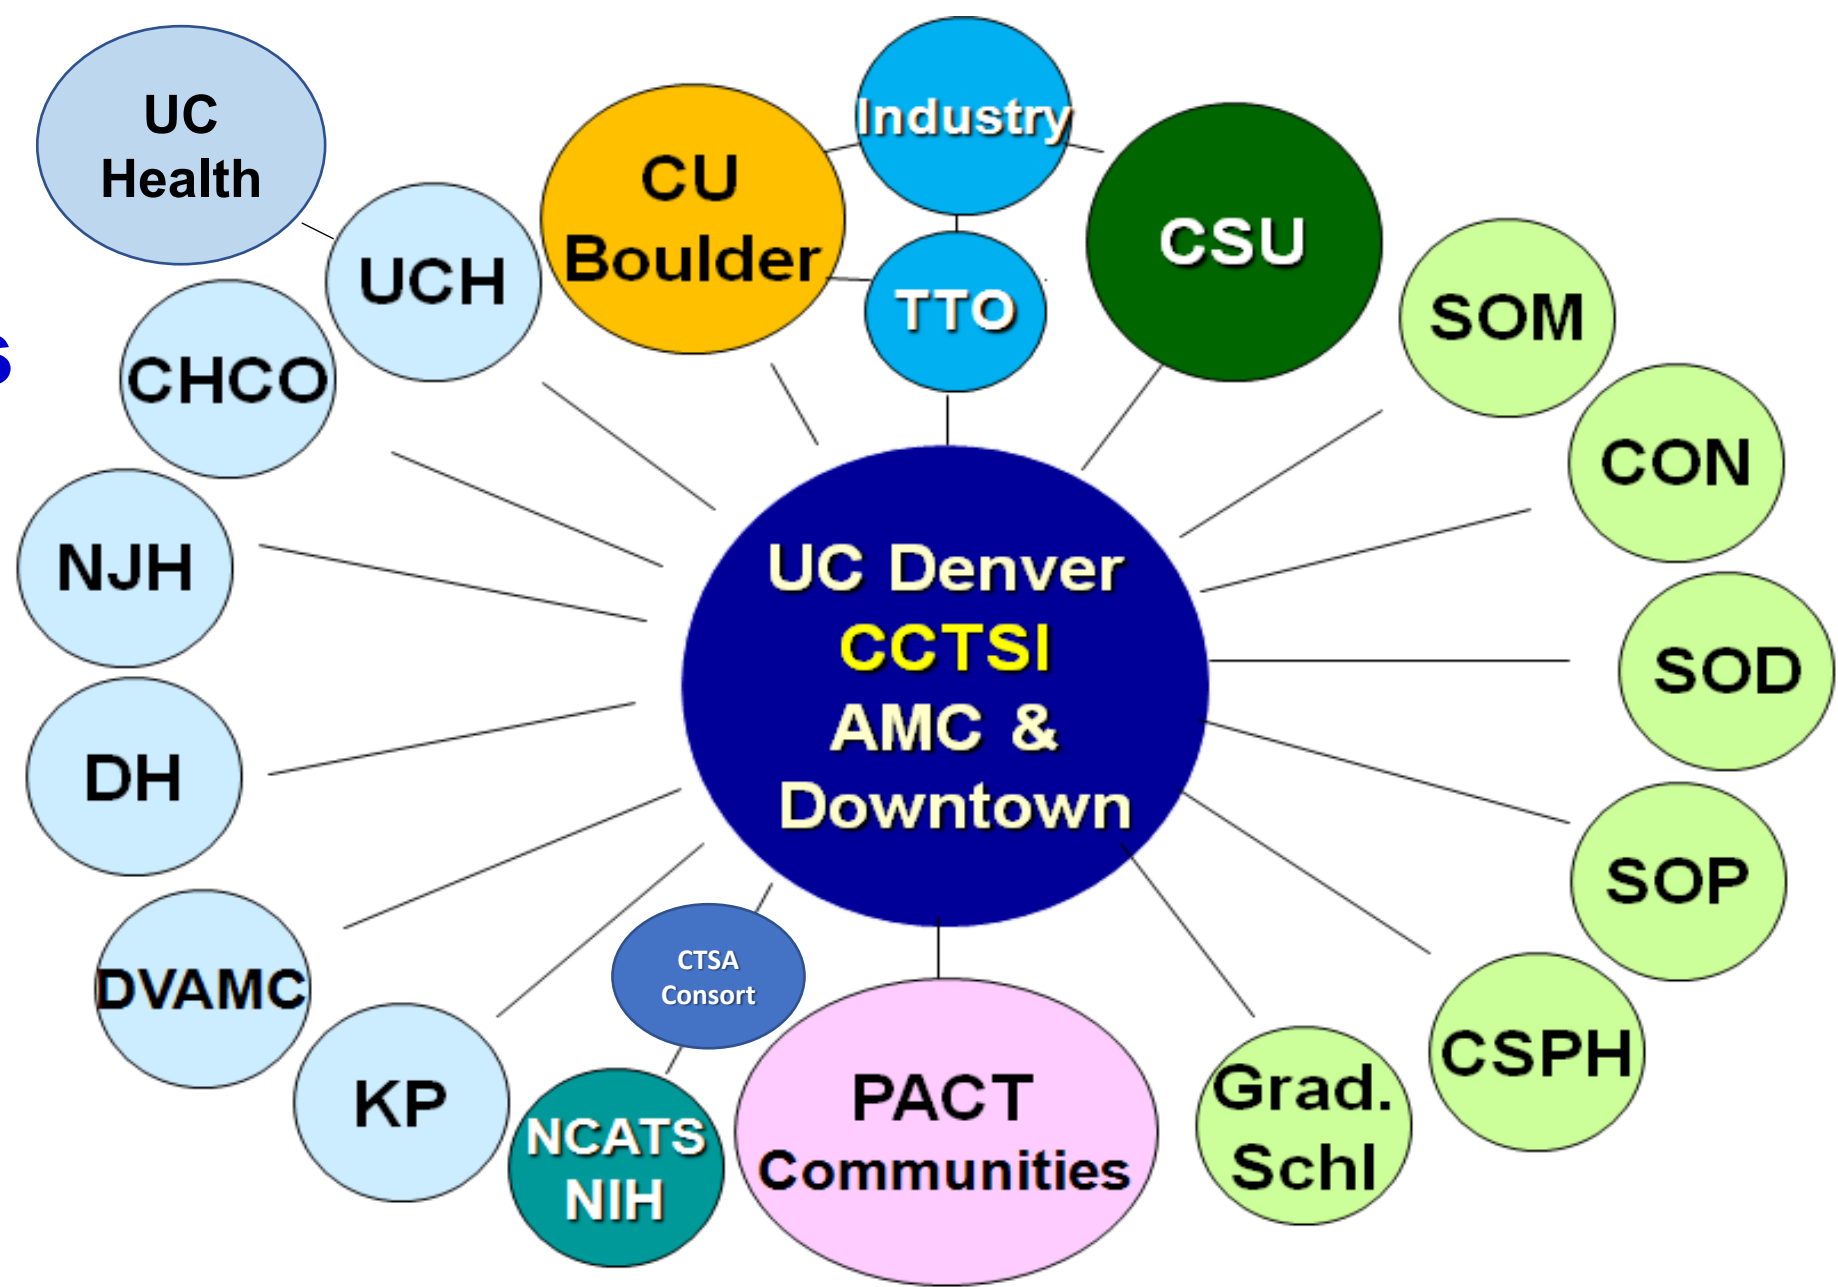 UC
Health
UCH
CU
Boulder
Industry
TTO
CSU
SOM
CHCO
CON
s
NJH
UC Denver
CCTSI
AMC &
Downtown
SOD
DH
SOP
DVAMC
CTSA
Consort
KP
NCATS
NIH
PACT
Communities
Grad.
Schl
CSPH